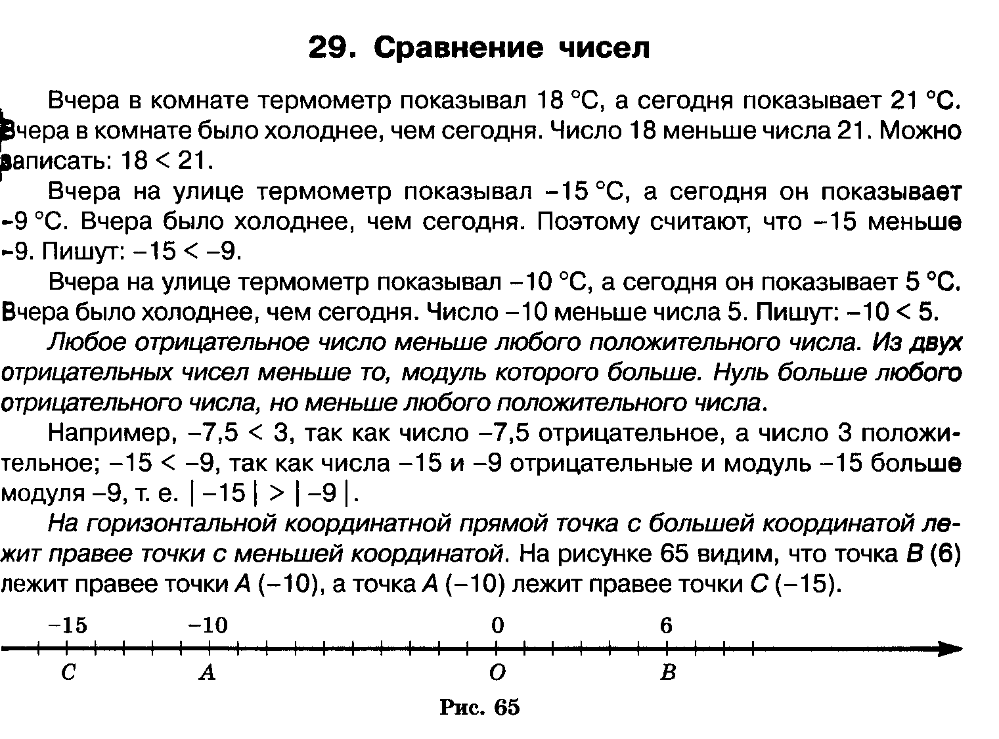 29. Сравнение чисел
Вчера в комнате термометр показывал 18 °С, а сегодня показывает 21 °С.
Вчера в комнате было холоднее, чем сегодня. Число 18 меньше числа 21. Можно
записать: 18 < 21.
Вчера на улице термометр показывал –15 °С, а сегодня он показывает
–9 °С. Вчера было холоднее, чем сегодня. Поэтому считают, что –15 меньше
–9. Пишут: –15 < –9.
Вчера на улице термометр показывал –10 °С, а сегодня он показывает 5 °С.
Вчера было холоднее, чем сегодня. Число –10 меньше числа 5. Пишут: –10 < 5.
Любое отрицательное число меньше любого положительного числа. Из двух
отрицательных чисел меньше то, модуль которого больше. Нуль больше любого
отрицательного числа, но меньше любого положительного числа.
Например, –7,5 < 3, так как число –7,5 отрицательное, а число 3 положи-
тельное; –15 < –9, так как числа –15 и –9 отрицательные и модуль –15 больше
модуля –9, т. е. | –15 | > | –9 |.
На горизонтальной координатной прямой точка с большей координатой ле-
жит правее точки с меньшей координатой. На рисунке 65 видим, что точка В (6)
лежит правее точки А (–10), а точка А (–10) лежит правее точки С (–15).
–15 –10 0 6
C A O B
Рис. 65